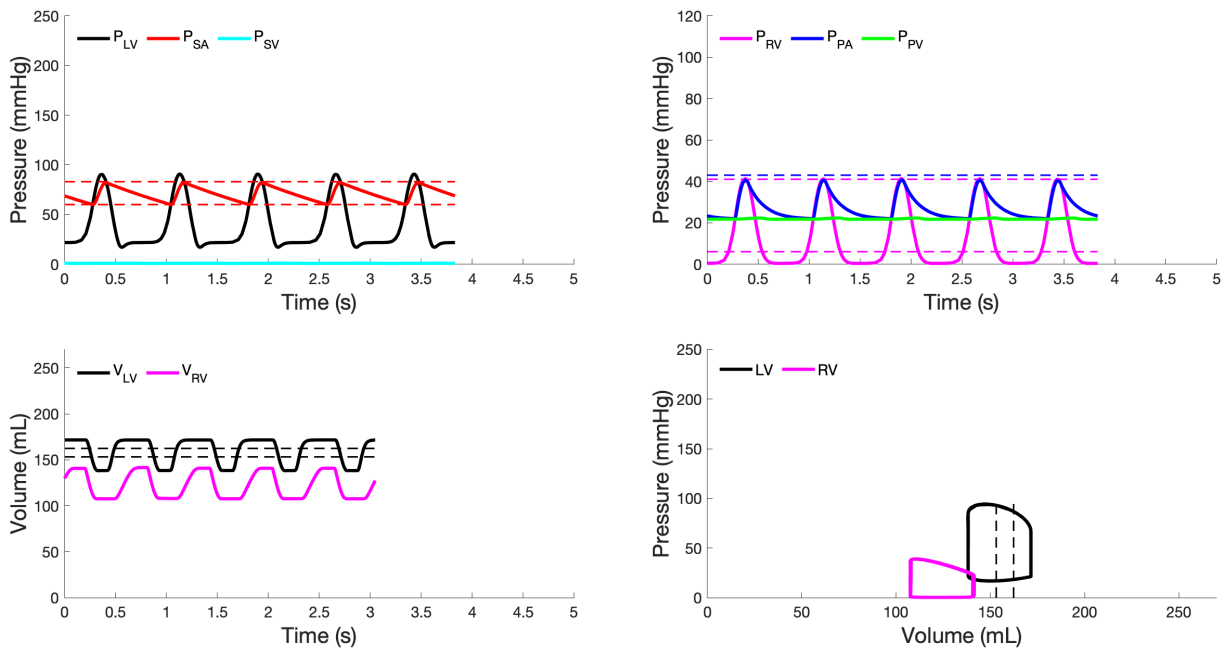 250
200
150
100
50
0
Pressure (mmHg)
P_LV P_SA P_SV
0 0.5 1 1.5 2 2.5 3 3.5 4 4.5 5
Time (s)
120
100
80
60
40
20
0
Pressure (mmHg)
P_RV P_PA P_PV
0 0.5 1 1.5 2 2.5 3 3.5 4 4.5 5
Time (s)
250
200
150
100
50
0
Volume (mL)
V_LV V_RV
0 0.5 1 1.5 2 2.5 3 3.5 4 4.5 5
Time (s)
250
200
150
100
50
0
Pressure (mmHg)
LV RV
0 50 100 150 200 250
Volume (mL)